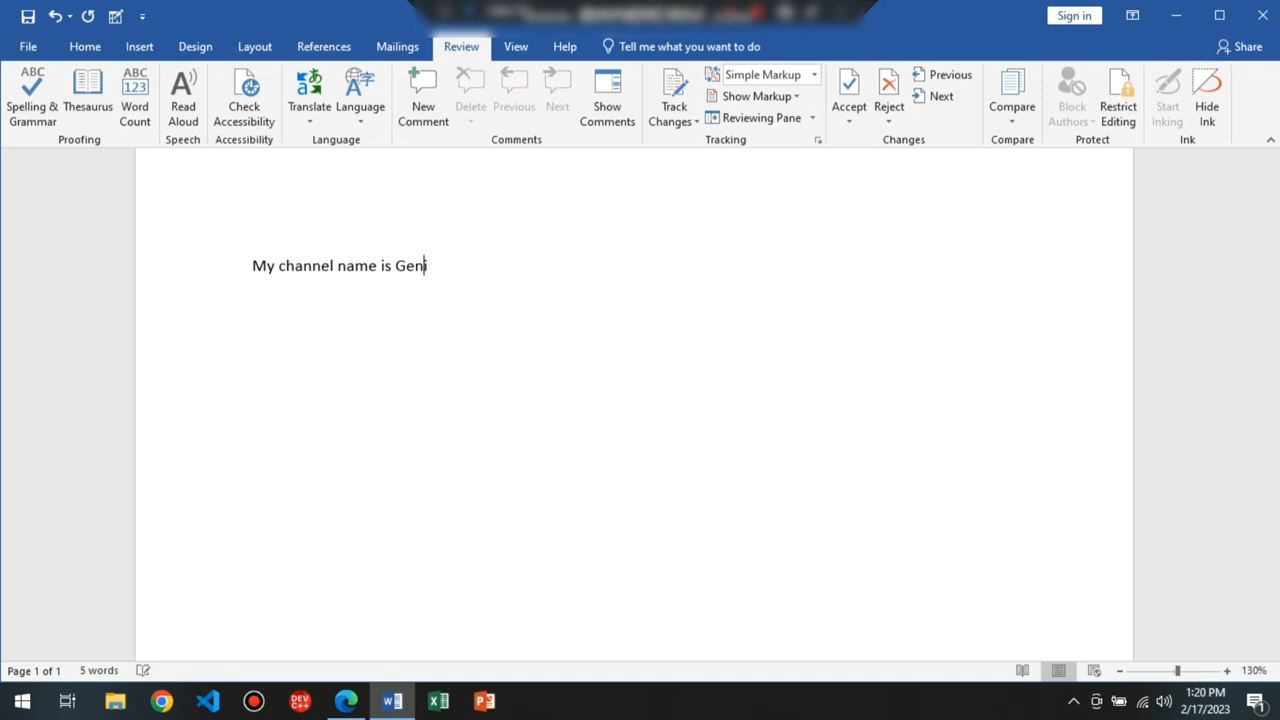 Sign in
File Home Insert Design Layout References Mailings Review View Help Tell me what you want to do Share
ABC
Spelling &
Grammar
Thesaurus
ABC
123
Word
Count
Proofing
Read
Aloud
Speech
Check
Accessibility
Accessibility
Translate
Language
Language
New
Comment
Delete
Previous
Next
Show
Comments
Comments
Track
Changes
Simple Markup
Show Markup
Reviewing Pane
Tracking
Accept
Reject
Previous
Next
Changes
Compare
Compare
Block
Authors
Restrict
Editing
Protect
Start
Inking
Hide
Ink
Ink
My channel name is Geni
Page 1 of 1 5 words 130%
DEV
C++
1:20 PM
2/17/2023
1